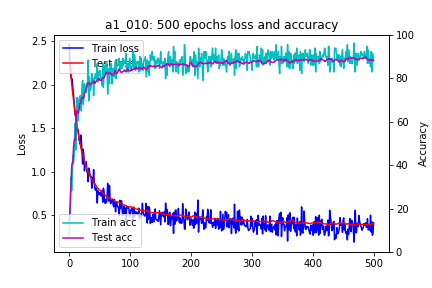 a1_010: 500 epochs loss and accuracy
Train loss
Test
Train acc
Test acc
Loss
Accuracy
2.5
2.0
1.5
1.0
0.5
100
80
60
40
20
0
0 100 200 300 400 500